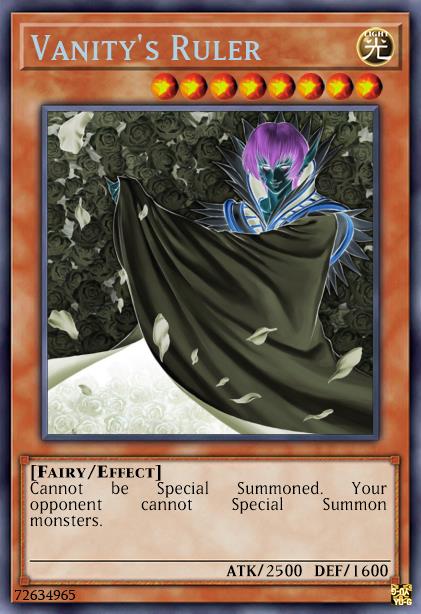 Vanity's Ruler
LIGHT
光
[Fairy/Effect]
Cannot be Special Summoned. Your
opponent cannot Special Summon
monsters.
ATK/2500 DEF/1600
72634965